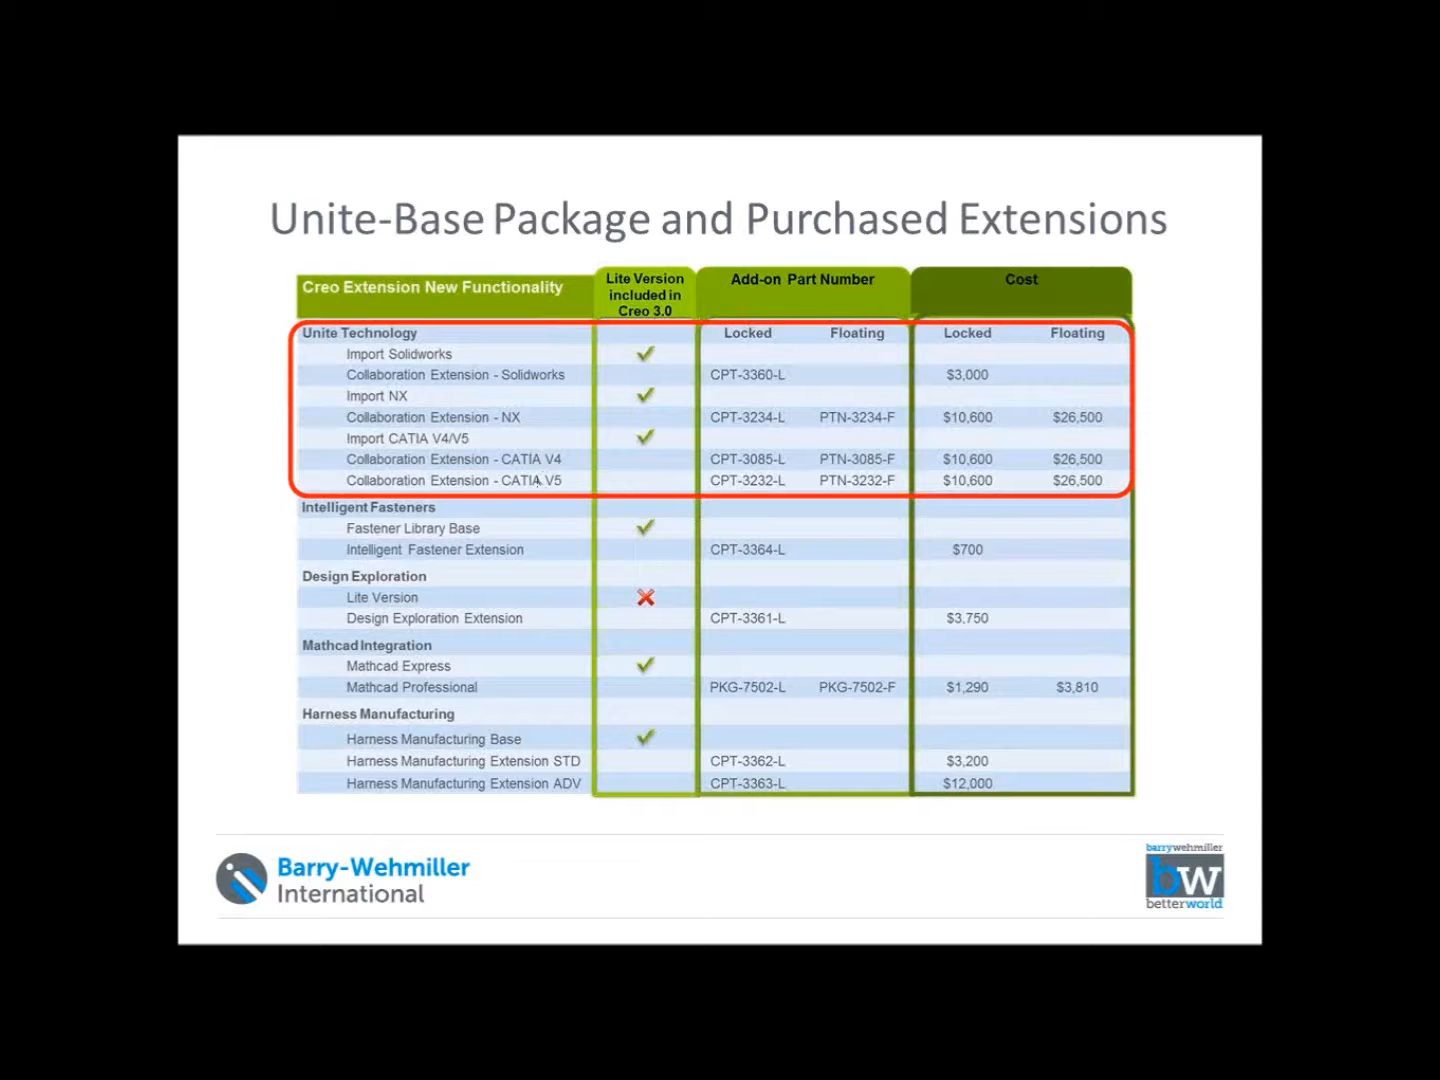 Unite-Base Package and Purchased Extensions
Creo Extension New Functionality
Lite Version
included in
Creo 3.0
Add-on Part Number
Cost
Unite Technology Locked Floating Locked Floating
Import Solidworks
Collaboration Extension - Solidworks CPT-3360-L $3,000
Import NX
Collaboration Extension - NX CPT-3234-L PTN-3234-F $10,600 $26,500
Import CATIA V4/V5
Collaboration Extension - CATIA V4 CPT-3085-L PTN-3085-F $10,600 $26,500
Collaboration Extension - CATIA V5 CPT-3232-L PTN-3232-F $10,600 $26,500
Intelligent Fasteners
Fastener Library Base
Intelligent Fastener Extension CPT-3364-L $700
Design Exploration
Lite Version
Design Exploration Extension CPT-3361-L $3,750
Mathcad Integration
Mathcad Express
Mathcad Professional PKG-7502-L PKG-7502-F $1,290 $3,810
Harness Manufacturing
Harness Manufacturing Base
Harness Manufacturing Extension STD CPT-3362-L $3,200
Harness Manufacturing Extension ADV CPT-3363-L $12,000
Barry-Wehmiller
International
barrywehmiller
bw
betterworld